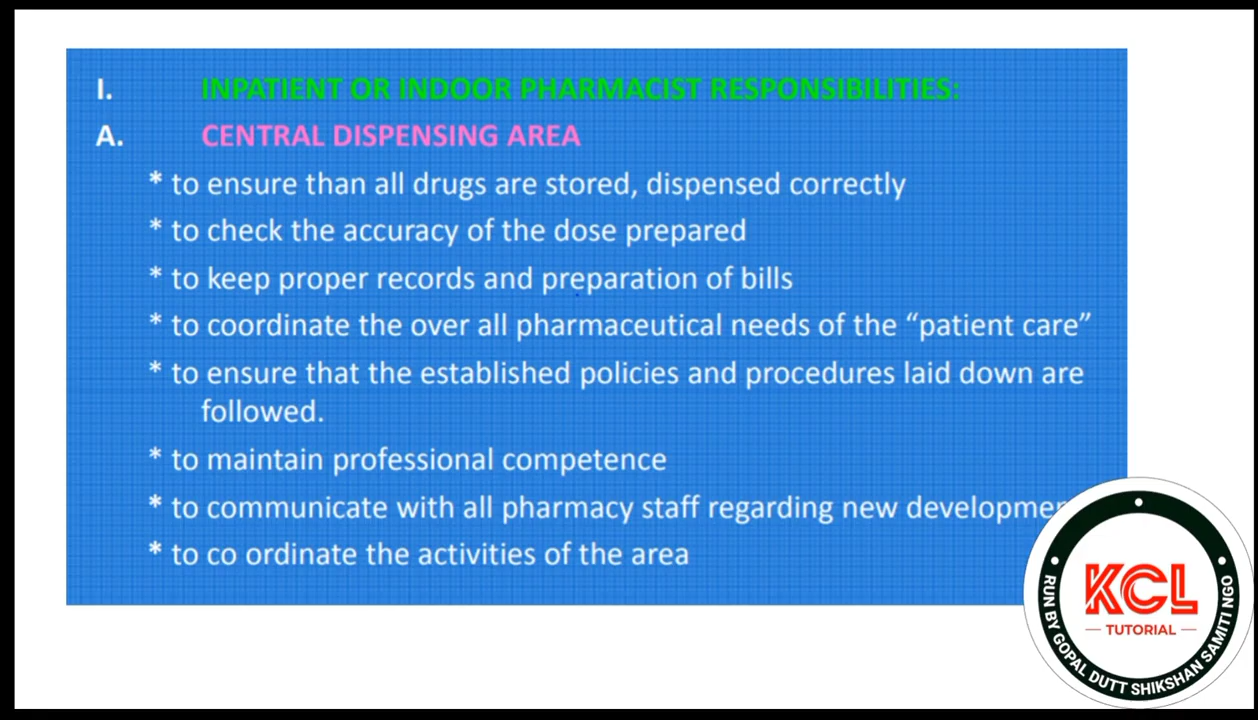 I. INPATIENT OR INDOOR PHARMACIST RESPONSIBILITIES:
A. CENTRAL DISPENSING AREA
* to ensure than all drugs are stored, dispensed correctly
* to check the accuracy of the dose prepared
* to keep proper records and preparation of bills
* to coordinate the over all pharmaceutical needs of the “patient care”
* to ensure that the established policies and procedures laid down are
followed.
* to maintain professional competence
* to communicate with all pharmacy staff regarding new
* to co ordinate the activities of the area
KCL
TUTORIAL
RUN BY GOPAL DUTT SHIKSHAN SAMITI NGO